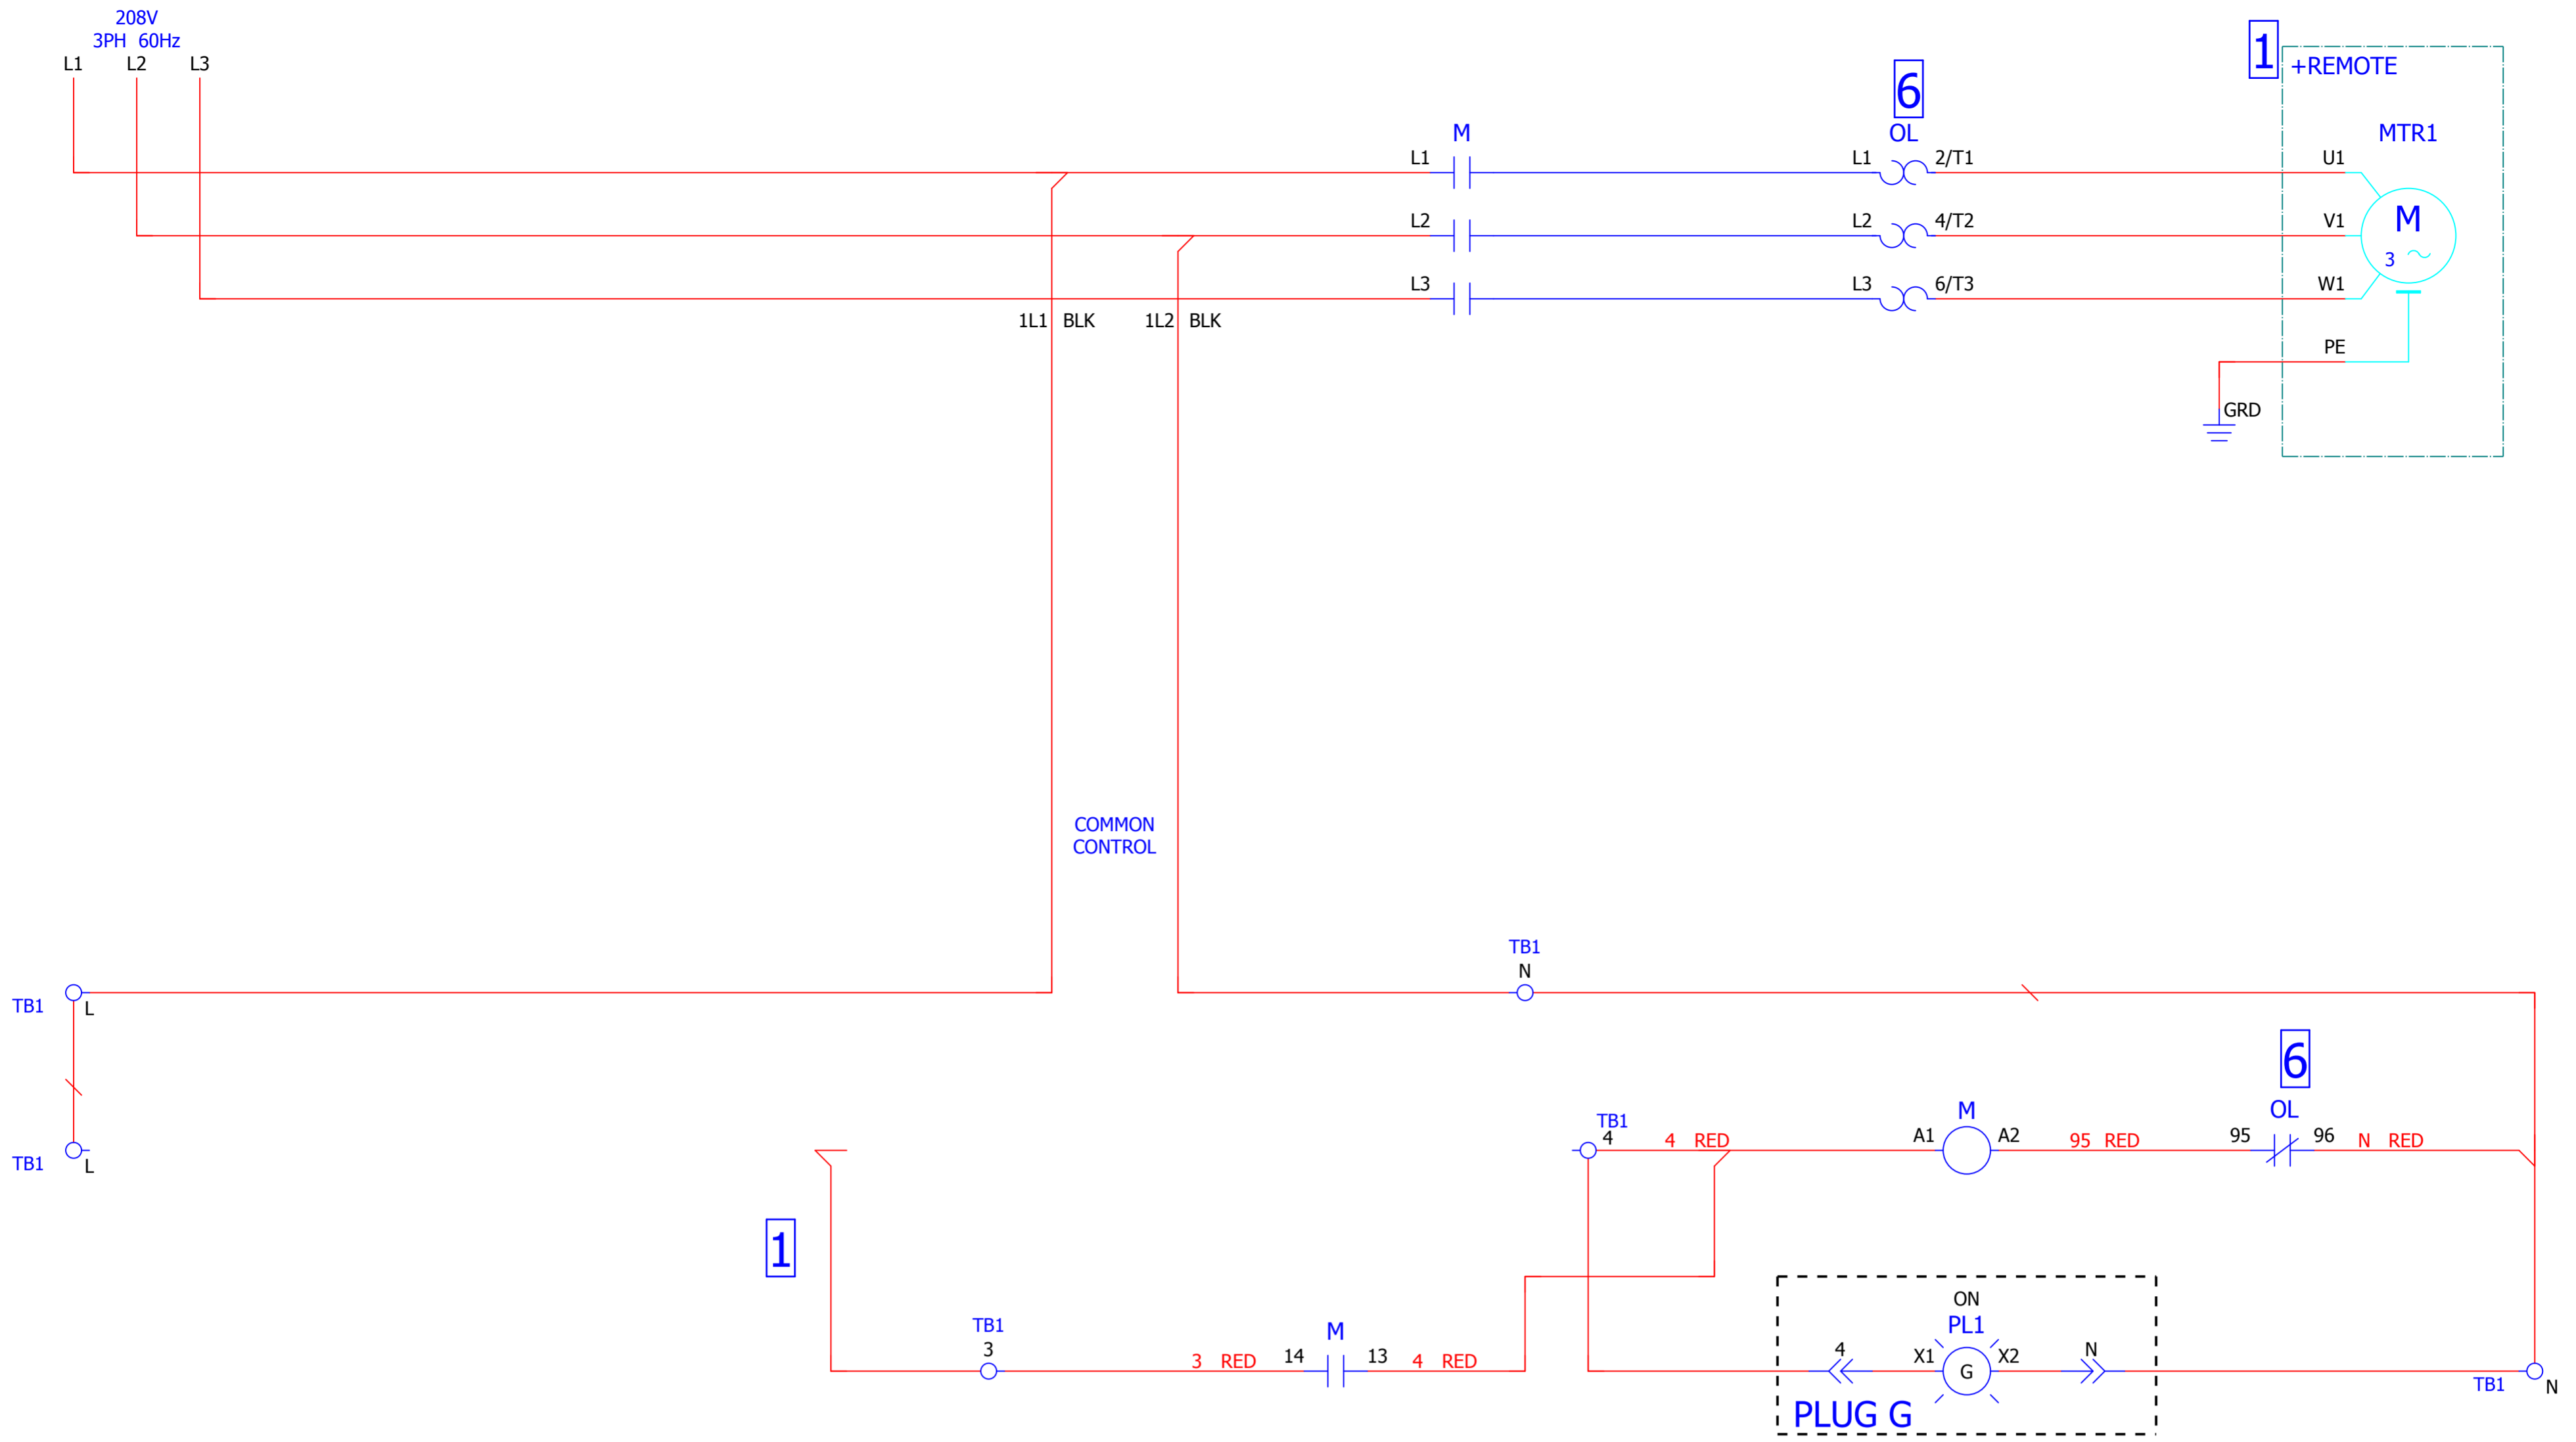 208V
3PH 60Hz
L1 L2 L3
1
+REMOTE
6
M
OL
MTR1
L1
L1
2/T1
U1
L2
L2
4/T2
V1
M
3
L3
L3
6/T3
W1
1L1 BLK
1L2 BLK
PE
GRD
COMMON
CONTROL
TB1
N
TB1
L
6
TB1
4
4 RED
M
A1
A2
95 RED
OL
95
96
N RED
TB1
L
1
ON
PL1
TB1
3
3 RED
M
14
13
4 RED
4
X1
G
X2
N
TB1
N
PLUG G